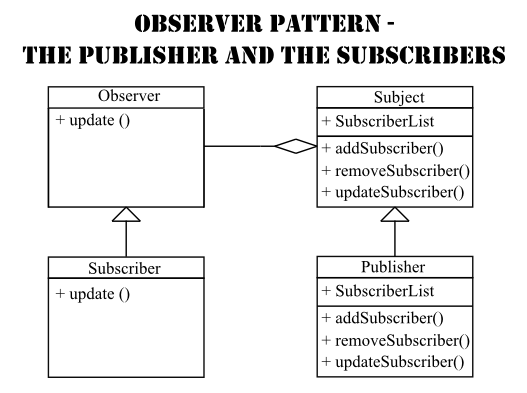 OBSERVER PATTERN -
THE PUBLISHER AND THE SUBSCRIBERS
Observer
+ update ()
Subject
+ SubscriberList
+ addSubscriber()
+ removeSubscriber()
+ updateSubscriber()
Subscriber
+ update ()
Publisher
+ SubscriberList
+ addSubscriber()
+ removeSubscriber()
+ updateSubscriber()